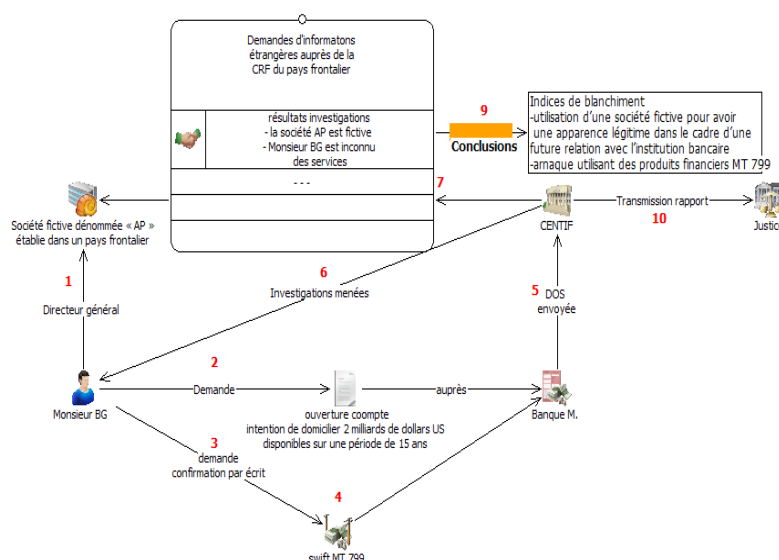 Demandes d'informatons
étrangères auprès de la
CRF du pays frontalier
résultats investigations
- la société AP est fictive
- Monsieur BG est inconnu
des services
- - -
9
Conclusions
Indices de blanchiment
-utilisation d'une société fictive pour avoir
une apparence légitime dans le cadre d'une
future relation avec l'institution bancaire
-arnaque utilisant des produits financiers MT 799
7
Société fictive dénommée « AP »
établie dans un pays frontalier
CENTIF
Transmission rapport
10
Justice
1
Directeur général
6
Investigations menées
5
DOS
envoyée
2
Monsieur BG
Demande
auprès
Banque M.
ouverture coompte
intention de domicilier 2 milliards de dollars US
disponibles sur une période de 15 ans
3
demande
confirmation par écrit
4
swift MT 799